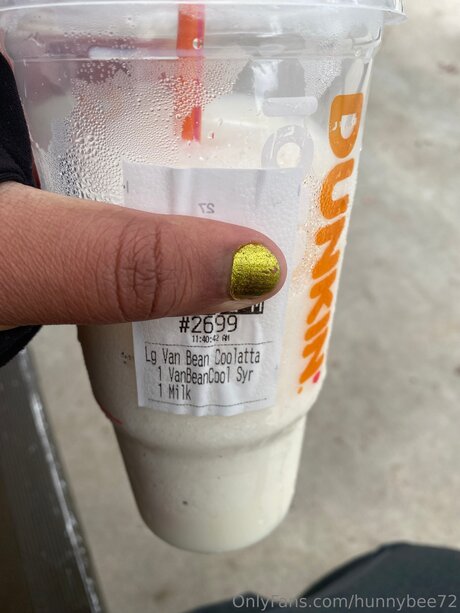 DUNKIN'
27
#2699
11:40:42 AM
Lg Van Bean Coolatta
1 VanBeanCool Syr
1 Milk
OnlyFans.com/hunnybee72